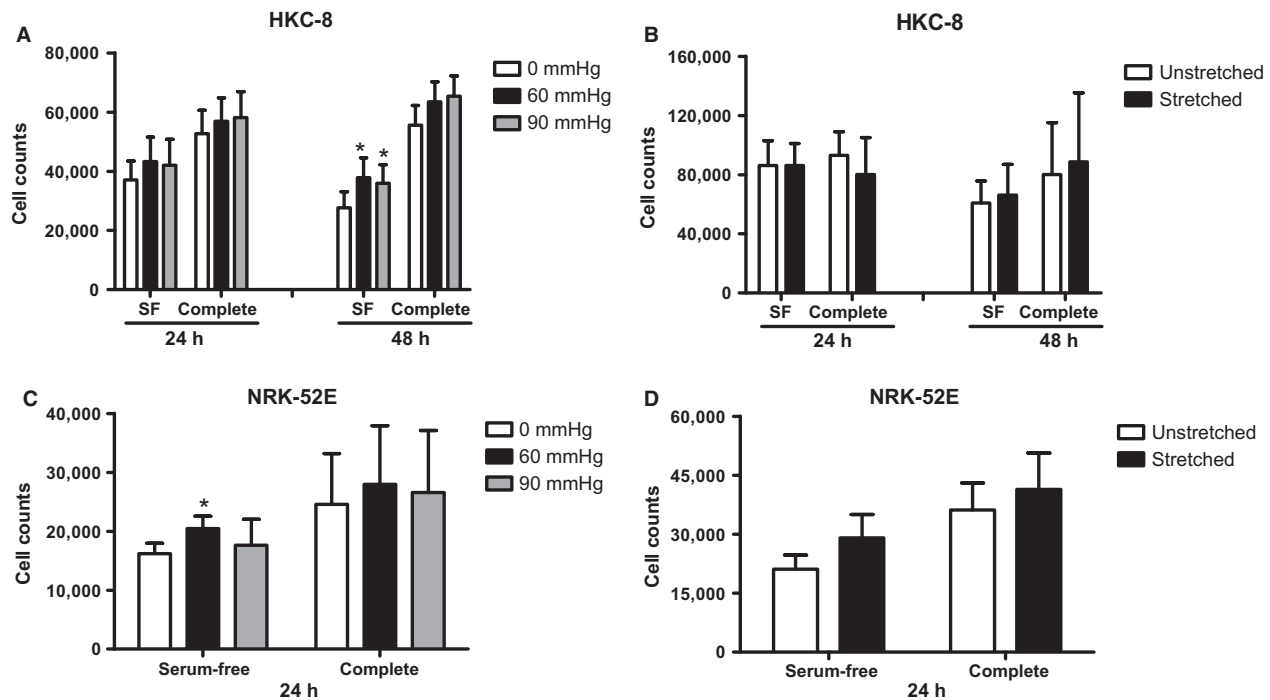 A
HKC-8
80,000
60,000
40,000
20,000
0
Cell counts
* *
SF Complete SF Complete
24 h 48 h
0 mmHg
60 mmHg
90 mmHg
B
HKC-8
160,000
120,000
80,000
40,000
0
Cell counts
SF Complete SF Complete
24 h 48 h
Unstretched
Stretched
C
NRK-52E
40,000
30,000
20,000
10,000
0
Cell counts
*
Serum-free Complete
24 h
0 mmHg
60 mmHg
90 mmHg
D
NRK-52E
60,000
45,000
30,000
15,000
0
Cell counts
Serum-free Complete
24 h
Unstretched
Stretched